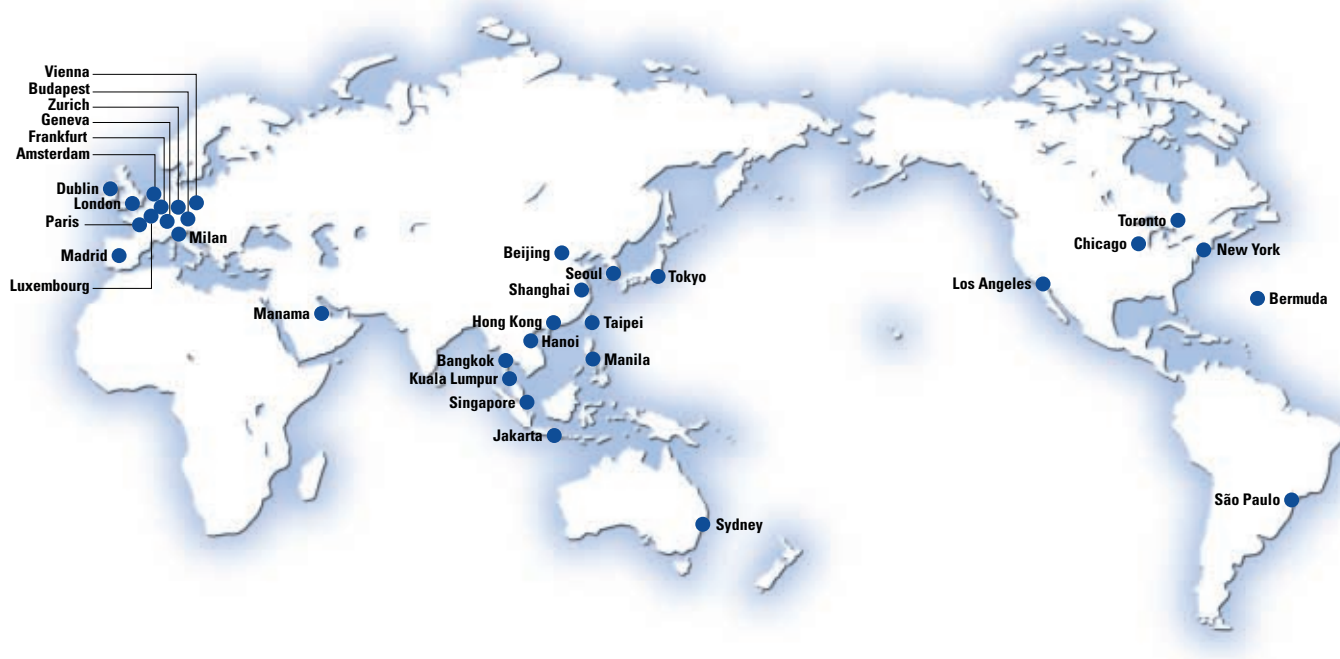 Vienna
Budapest
Zurich
Geneva
Frankfurt
Amsterdam
Dublin
London
Paris
Milan
Madrid
Luxembourg
Manama
Beijing
Seoul
Tokyo
Shanghai
Hong Kong
Taipei
Hanoi
Bangkok
Manila
Kuala Lumpur
Singapore
Jakarta
Sydney
Toronto
Chicago
New York
Los Angeles
Bermuda
São Paulo